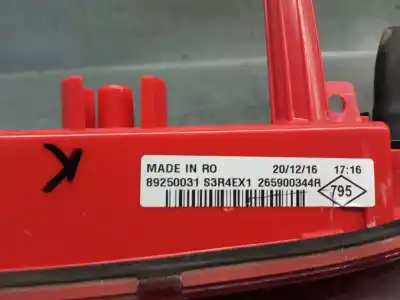 K
MADE IN RO 20/12/16 17:16
89250031 S3R4EX1 265900344R
795